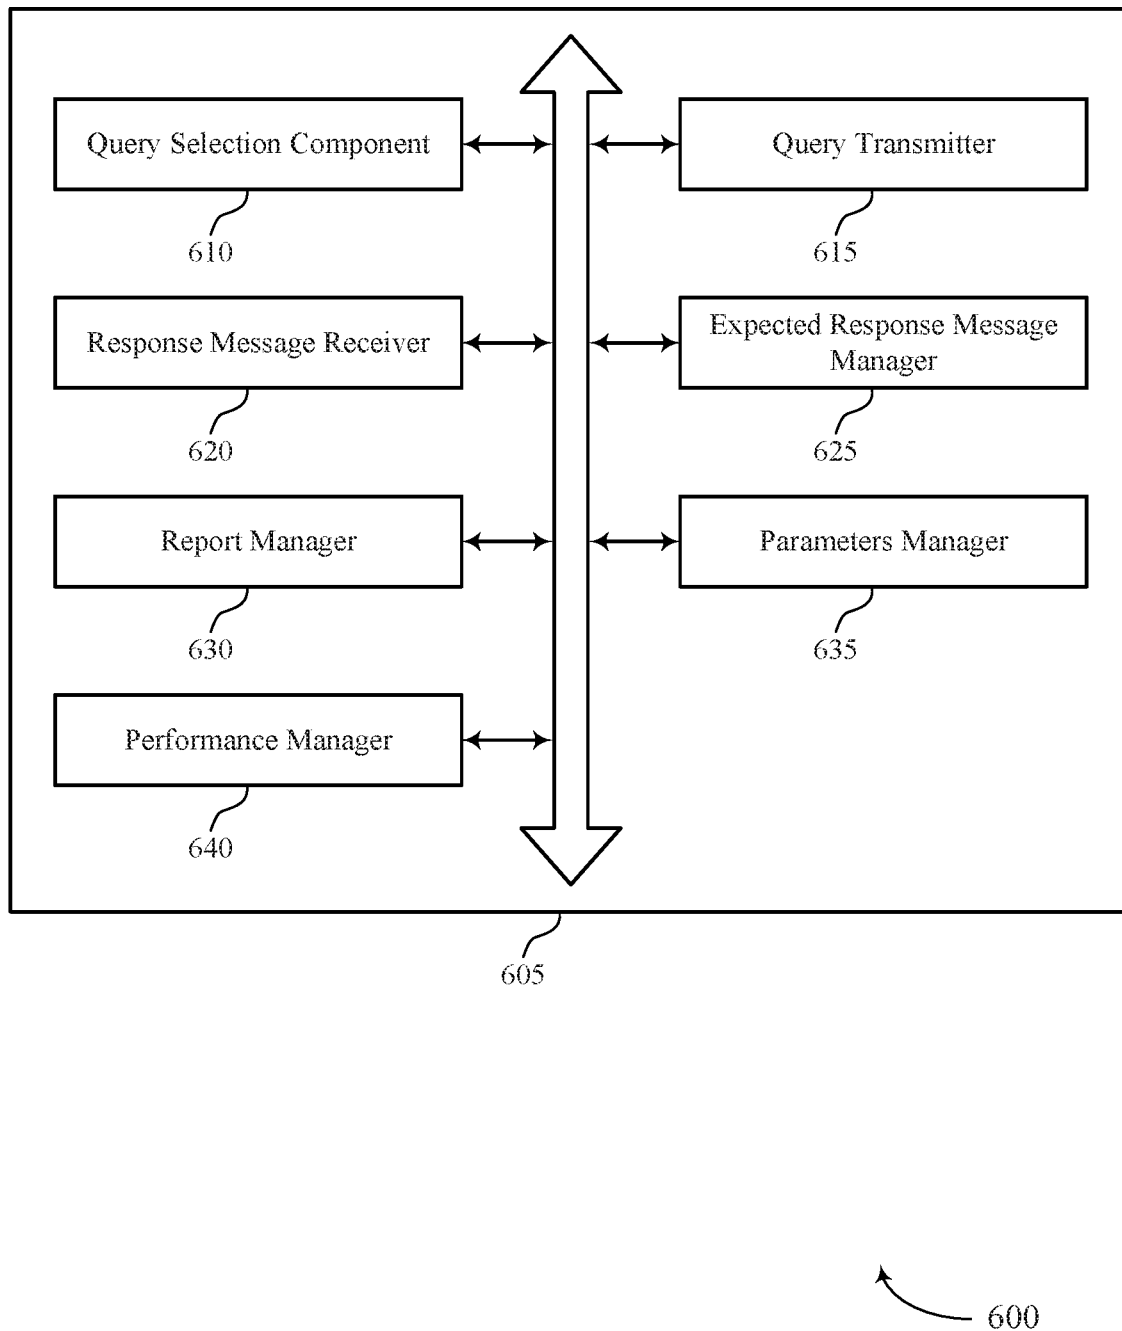 Query Selection Component
610
Query Transmitter
615
Response Message Receiver
620
Expected Response Message
Manager
625
Report Manager
630
Parameters Manager
635
Performance Manager
640
605
600